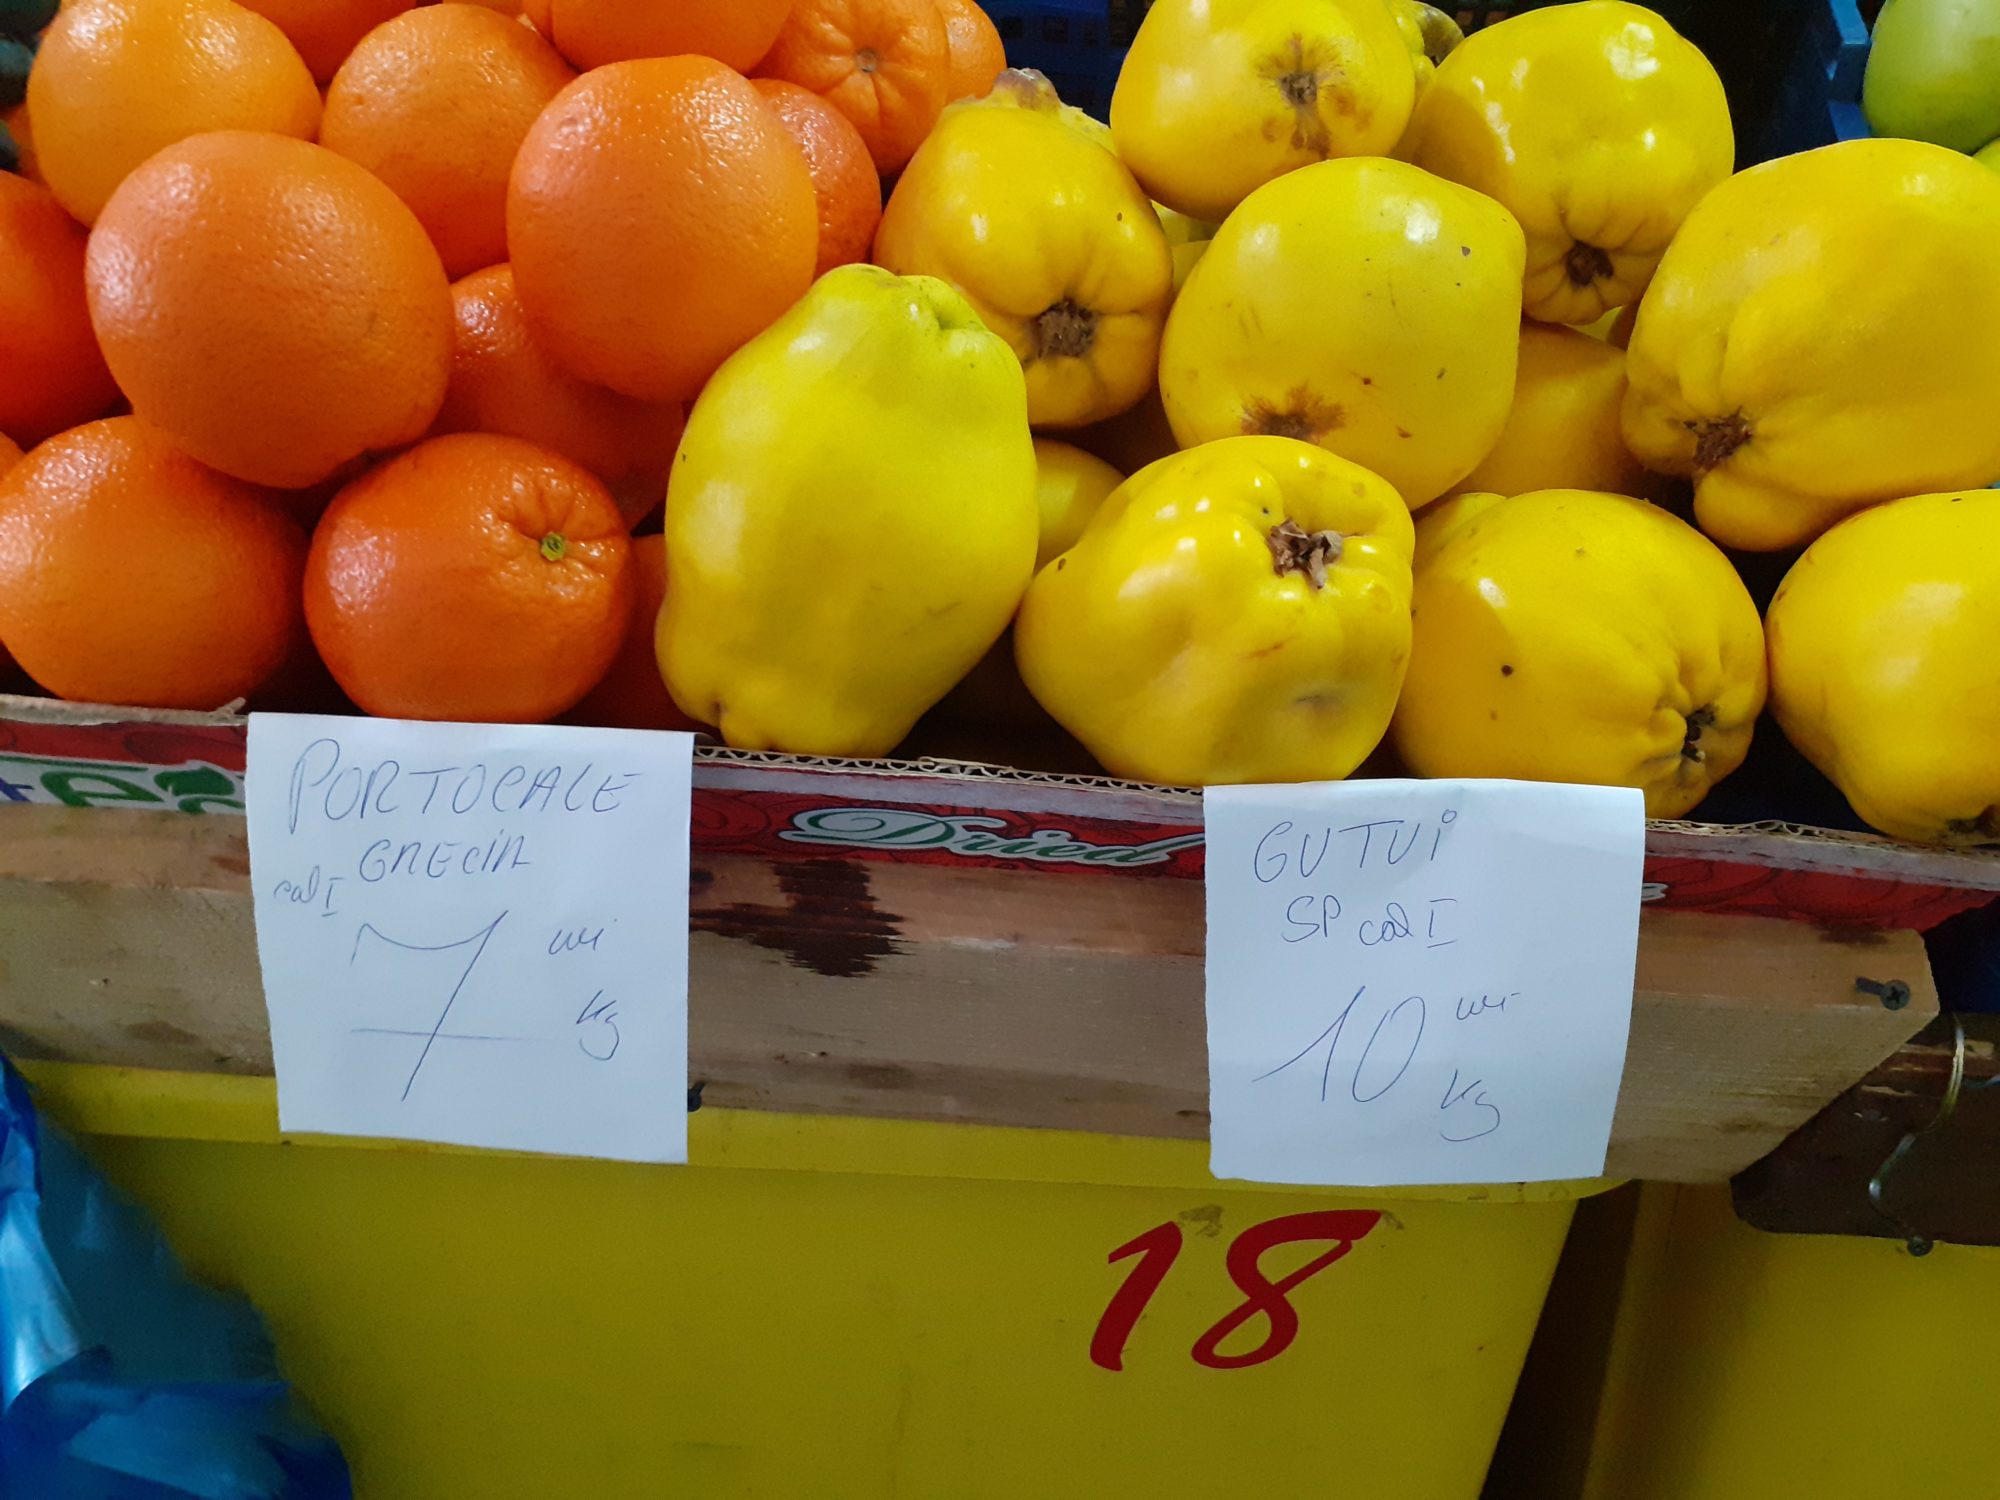 PORTOCALE
GRECIA
cal I
7 lei
kg
Dried
GUTUI
SP cal I
10 lei
kg
18